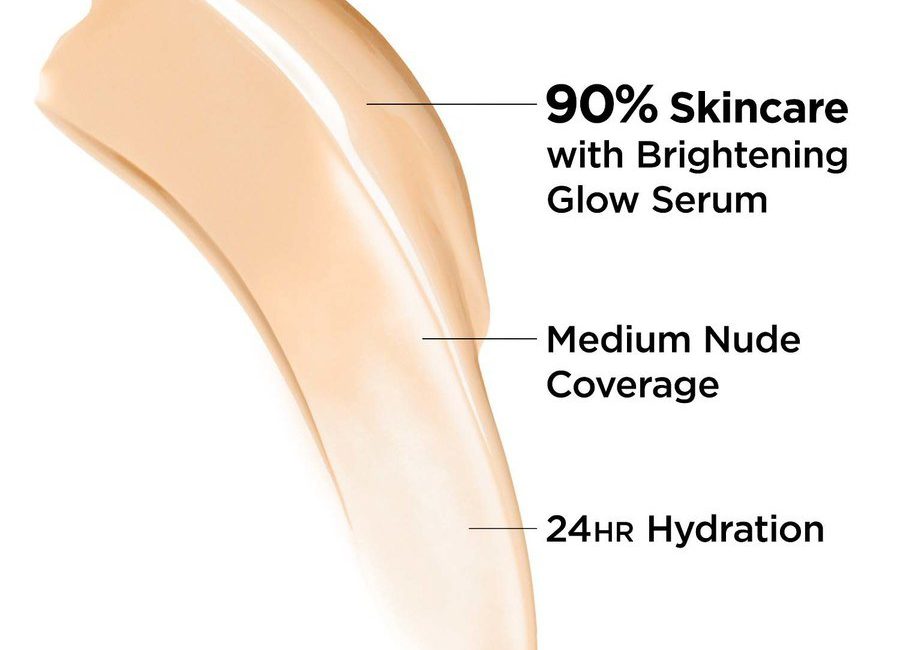 90% Skincare
with Brightening
Glow Serum
Medium Nude
Coverage
24HR Hydration